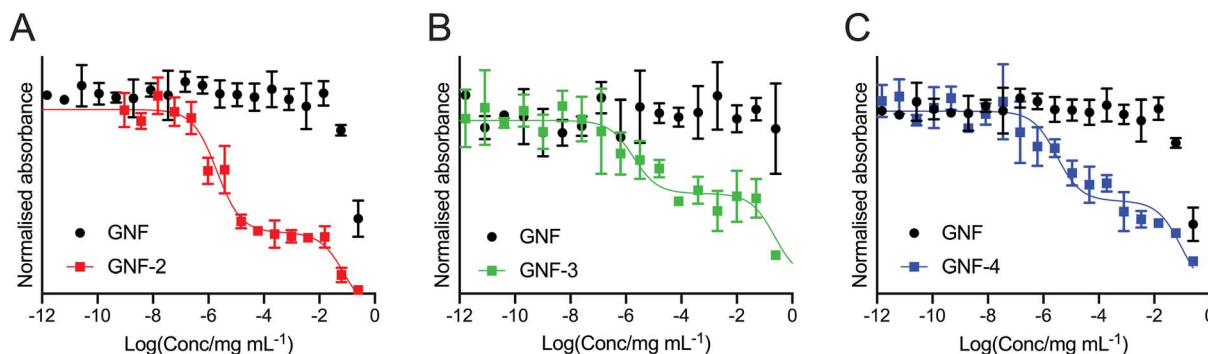 A
B
C
Normalised absorbance
GNF
GNF-2
-12 -10 -8 -6 -4 -2 0
Log(Conc/mg mL-1)
Normalised absorbance
GNF
GNF-3
-12 -10 -8 -6 -4 -2 0
Log(Conc/mg mL-1)
Normalised absorbance
GNF
GNF-4
-12 -10 -8 -6 -4 -2 0
Log(Conc/mg mL-1)